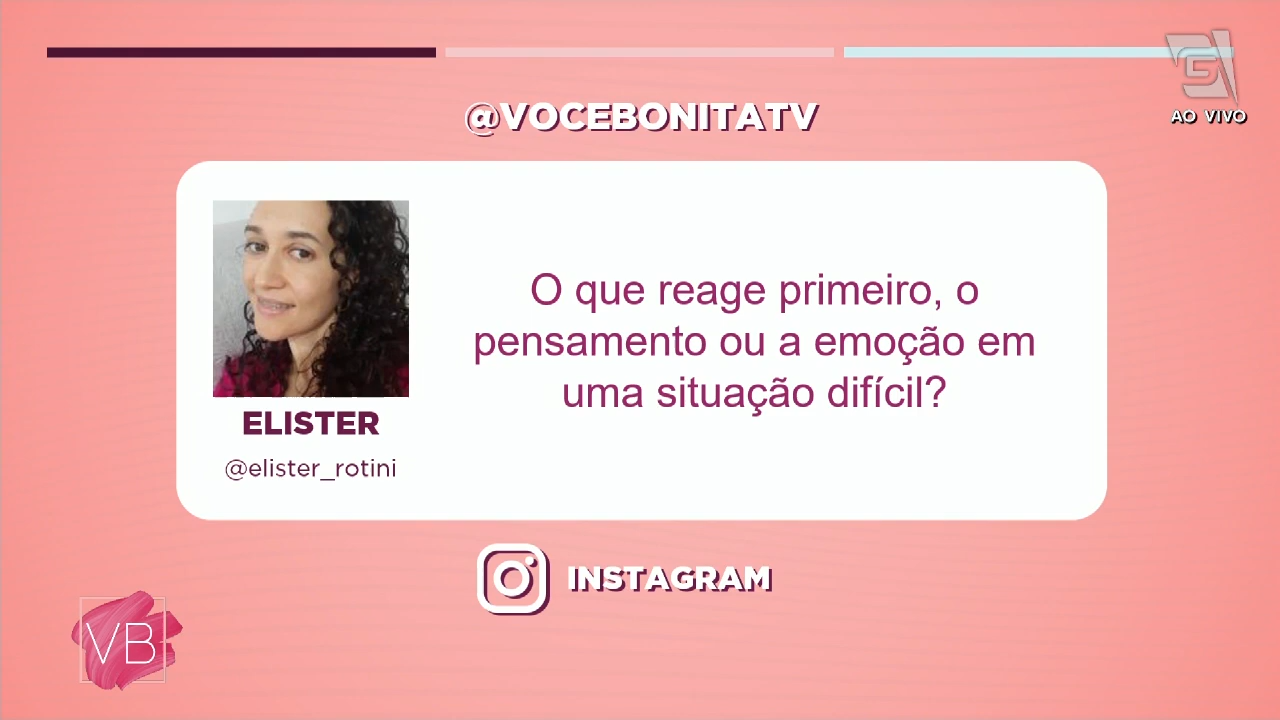 @VOCEBONITATV
G
AO VIVO
O que reage primeiro, o
pensamento ou a emoção em
uma situação difícil?
ELISTER
@elister_rotini
INSTAGRAM
VB